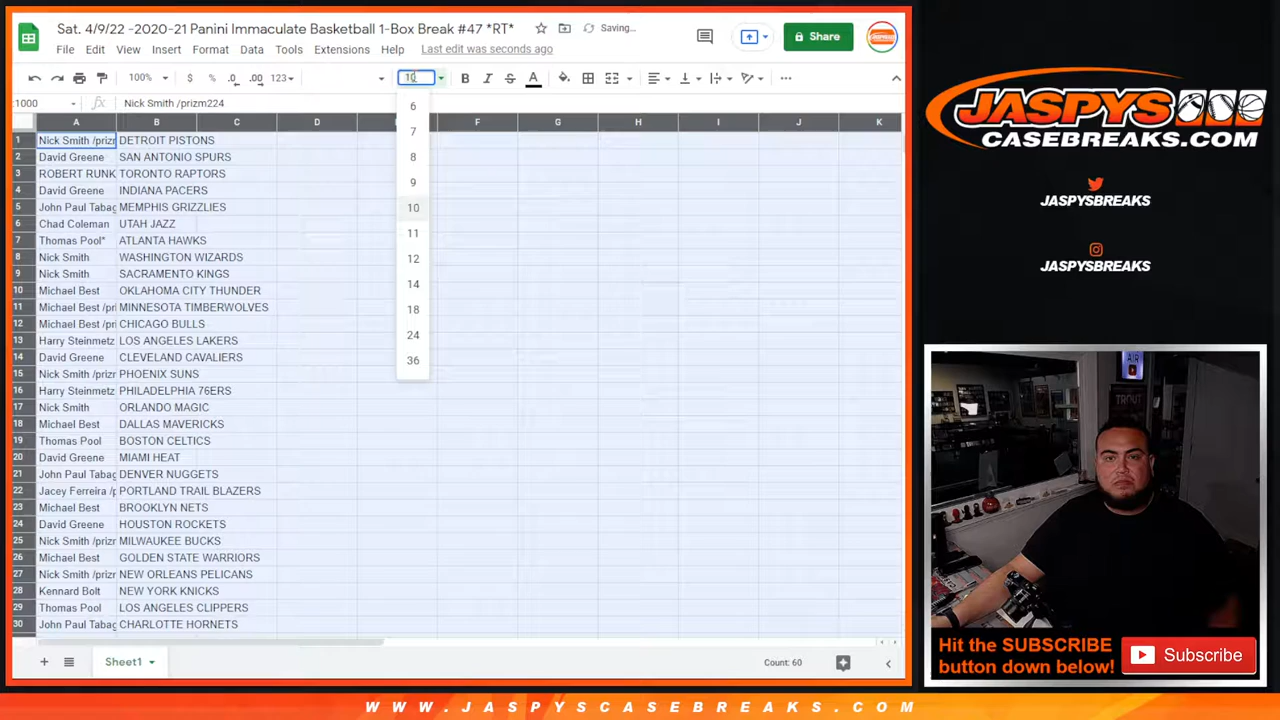 Sat. 4/9/22 -2020-21 Panini Immaculate Basketball 1-Box Break #47 *RT*
Saving...
File Edit View Insert Format Data Tools Extensions Help Last edit was seconds ago
Share
100% $ % .0 .00 123 10
1000 fx Nick Smith /prizm224
A B C D F G H I J K
1 Nick Smith /prizr DETROIT PISTONS
2 David Greene SAN ANTONIO SPURS
3 ROBERT RUNK TORONTO RAPTORS
4 David Greene INDIANA PACERS
5 John Paul Tabag MEMPHIS GRIZZLIES
6 Chad Coleman UTAH JAZZ
7 Thomas Pool* ATLANTA HAWKS
8 Nick Smith WASHINGTON WIZARDS
9 Nick Smith SACRAMENTO KINGS
10 Michael Best OKLAHOMA CITY THUNDER
11 Michael Best /pri MINNESOTA TIMBERWOLVES
12 Michael Best /pri CHICAGO BULLS
13 Harry Steinmetz LOS ANGELES LAKERS
14 David Greene CLEVELAND CAVALIERS
15 Nick Smith /prizr PHOENIX SUNS
16 Harry Steinmetz PHILADELPHIA 76ERS
17 Nick Smith ORLANDO MAGIC
18 Michael Best DALLAS MAVERICKS
19 Thomas Pool BOSTON CELTICS
20 David Greene MIAMI HEAT
21 John Paul Tabag DENVER NUGGETS
22 Jacey Ferreira /p PORTLAND TRAIL BLAZERS
23 Michael Best BROOKLYN NETS
24 David Greene HOUSTON ROCKETS
25 Nick Smith /prizr MILWAUKEE BUCKS
26 Michael Best GOLDEN STATE WARRIORS
27 Nick Smith /prizr NEW ORLEANS PELICANS
28 Kennard Bolt NEW YORK KNICKS
29 Thomas Pool LOS ANGELES CLIPPERS
30 John Paul Tabag CHARLOTTE HORNETS
6
7
8
9
10
11
12
14
18
24
36
Sheet1
Count: 60
JASPYS
CASEBREAKS.COM
JASPYSBREAKS
JASPYSBREAKS
AIR
TROUT
Hit the SUBSCRIBE
button down below!
Subscribe
WWW.JASPYSCASEBREAKS.COM